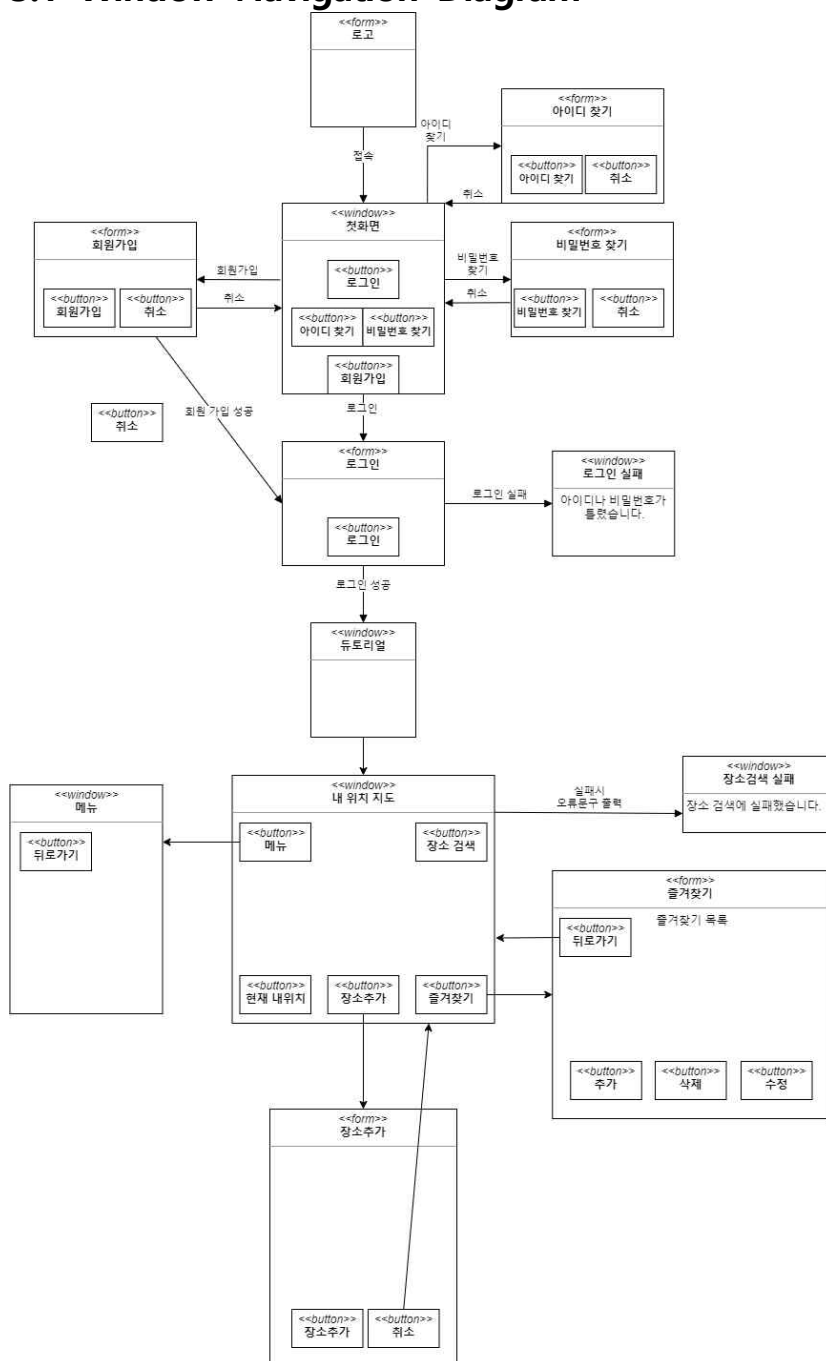 Window Navigation Diagram
<<form>>
로고
접속
<<form>>
아이디 찾기
<<button>>
아이디 찾기
<<button>>
취소
아이디
찾기
취소
<<window>>
첫화면
<<button>>
로그인
<<button>>
아이디 찾기
<<button>>
비밀번호 찾기
<<button>>
회원가입
<<form>>
회원가입
<<button>>
회원가입
<<button>>
취소
회원가입
취소
비밀번호
찾기
취소
<<form>>
비밀번호 찾기
<<button>>
비밀번호 찾기
<<button>>
취소
<<button>>
취소
회원 가입 성공
로그인
<<form>>
로그인
<<button>>
로그인
로그인 실패
<<window>>
로그인 실패
아이디나 비밀번호가
틀렸습니다.
로그인 성공
<<window>>
듀토리얼
<<window>>
내 위치 지도
<<button>>
메뉴
<<button>>
장소 검색
<<button>>
현재 내위치
<<button>>
장소추가
<<button>>
즐겨찾기
<<window>>
메뉴
<<button>>
뒤로가기
실패시
오류문구 출력
<<window>>
장소검색 실패
장소 검색에 실패했습니다.
<<form>>
즐겨찾기
즐겨찾기 목록
<<button>>
뒤로가기
<<button>>
추가
<<button>>
삭제
<<button>>
수정
<<form>>
장소추가
<<button>>
장소추가
<<button>>
취소